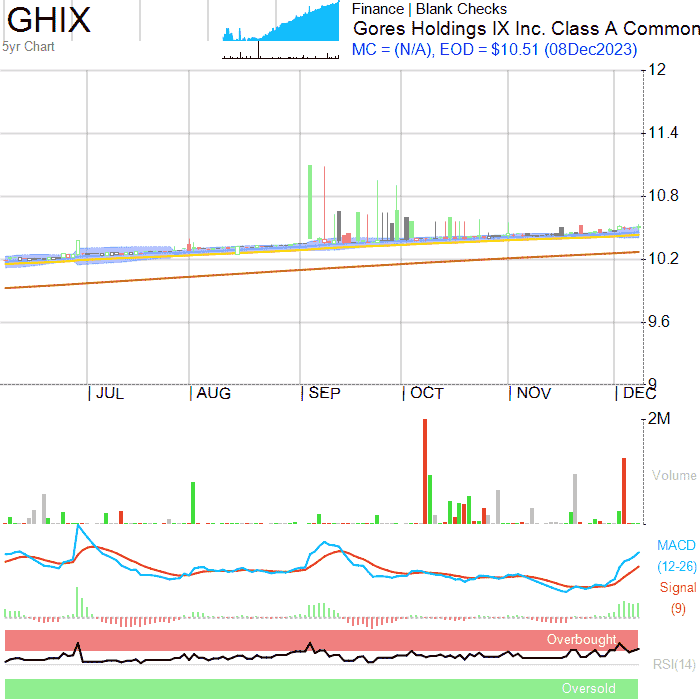 GHIX
5yr Chart
Finance | Blank Checks
Gores Holdings IX Inc. Class A Common
MC = (N/A), EOD = $10.51 (08Dec2023)
12
11.4
10.8
10.2
9.6
9
JUL AUG SEP OCT NOV DEC
2M
Volume
MACD
(12-26)
Signal
(9)
Overbought
RSI(14)
Oversold